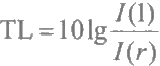 TL = 10 lg I(1)/I(r)